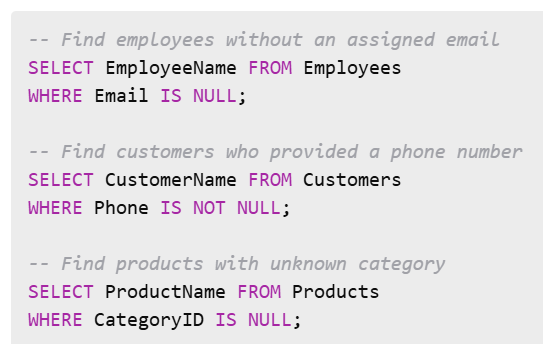 -- Find employees without an assigned email
SELECT EmployeeName FROM Employees
WHERE Email IS NULL;
-- Find customers who provided a phone number
SELECT CustomerName FROM Customers
WHERE Phone IS NOT NULL;
-- Find products with unknown category
SELECT ProductName FROM Products
WHERE CategoryID IS NULL;